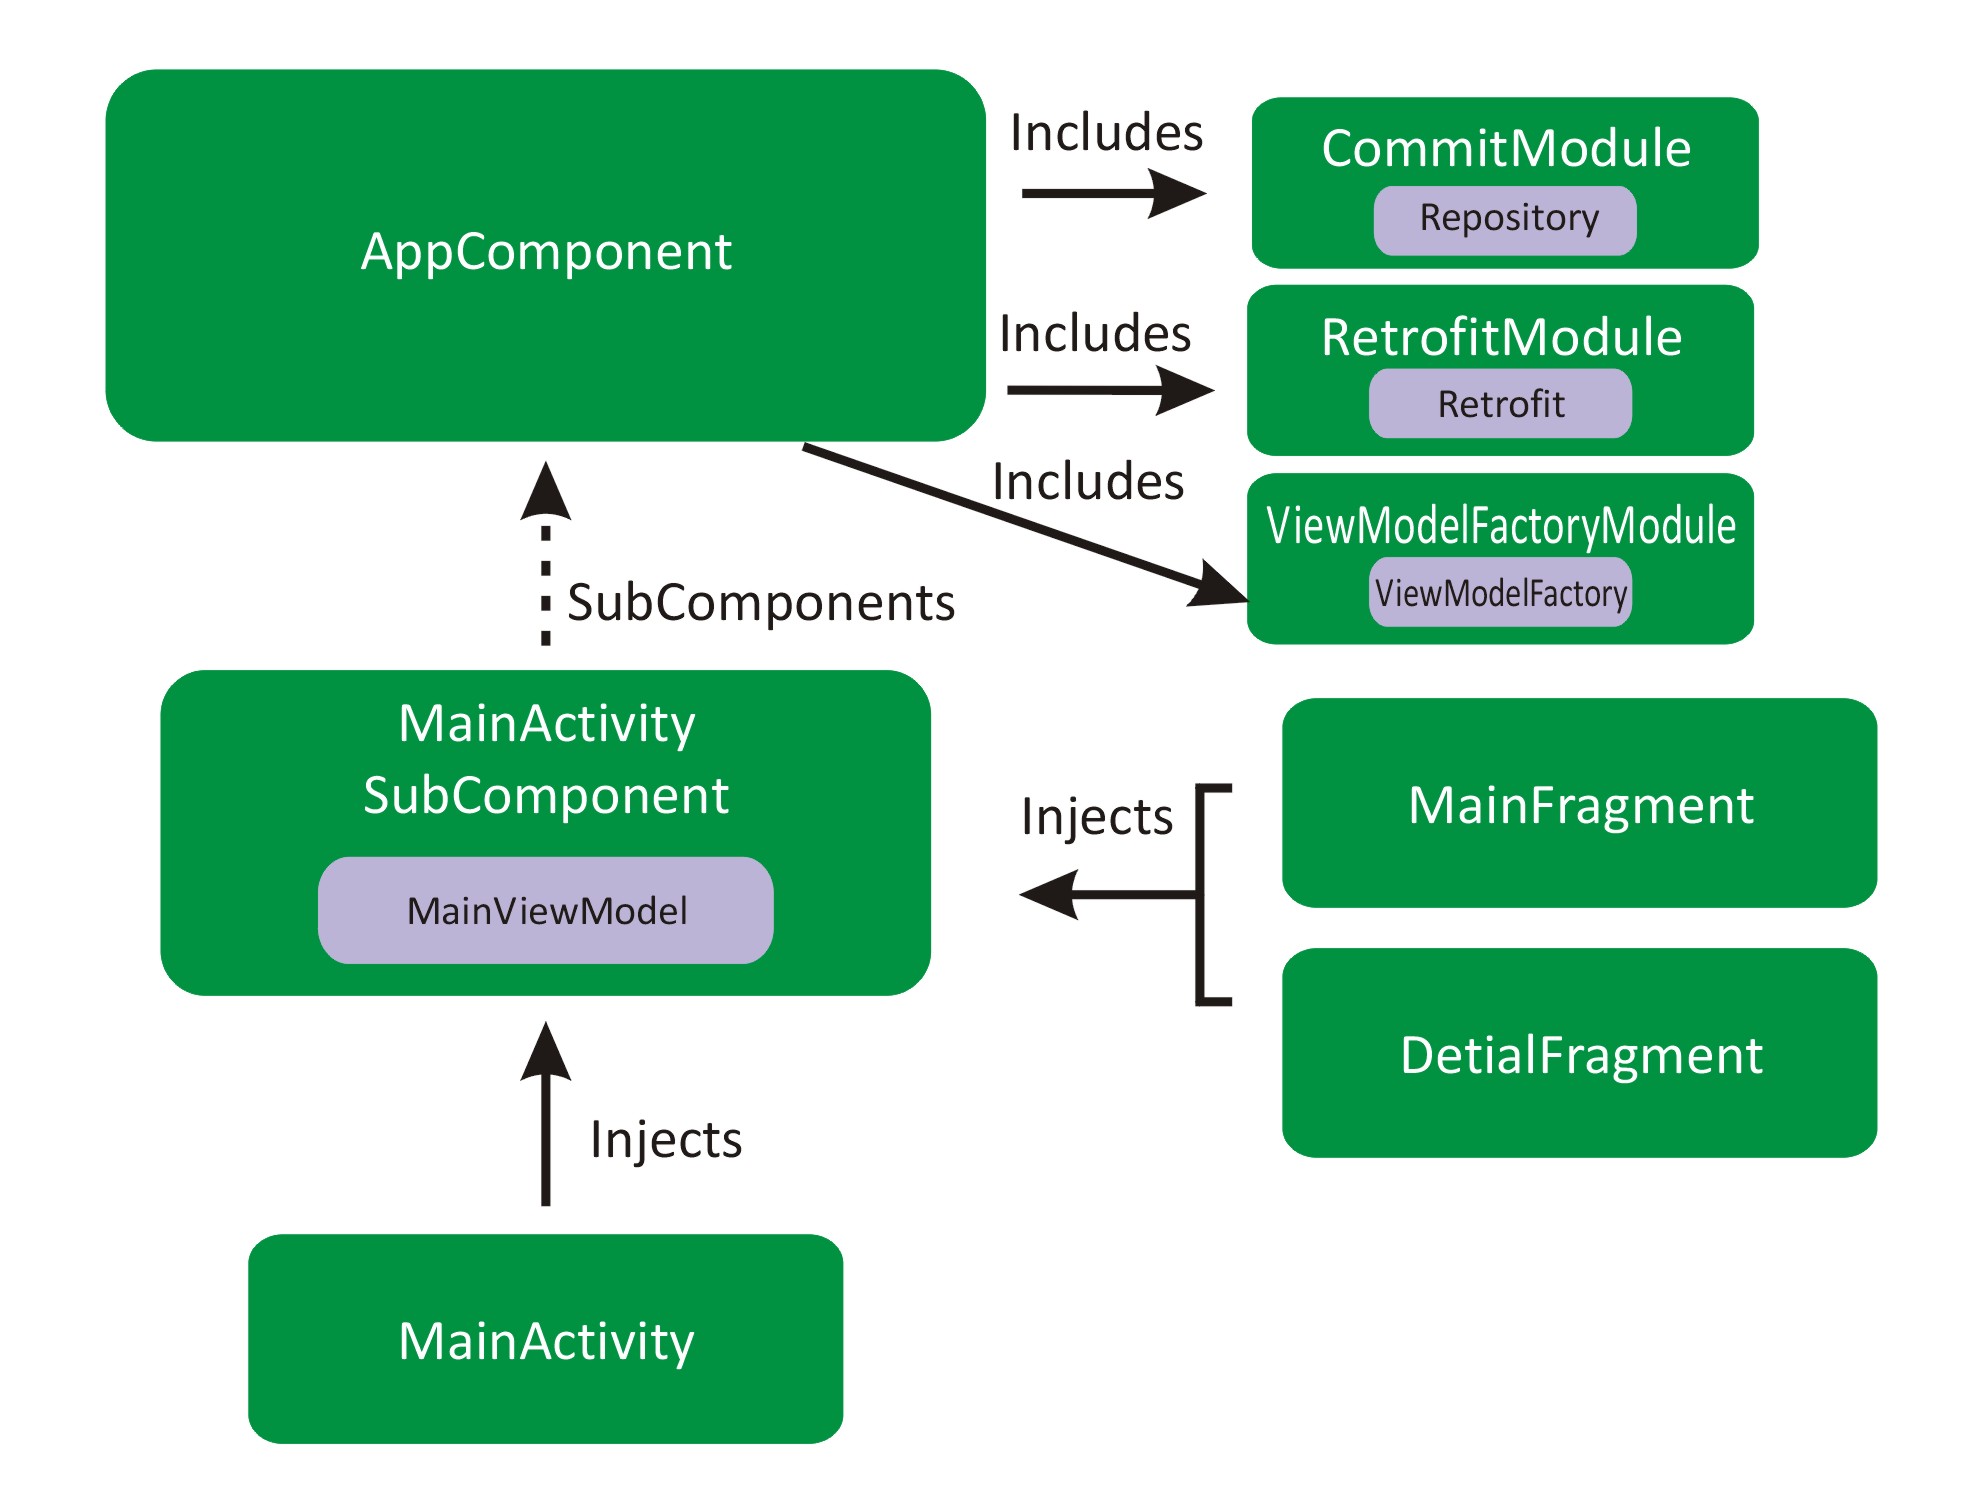 AppComponent
Includes
CommitModule
Repository
Includes
RetrofitModule
Retrofit
Includes
ViewModelFactoryModule
ViewModelFactory
SubComponents
MainActivity
SubComponent
MainViewModel
Injects
MainFragment
DetialFragment
Injects
MainActivity